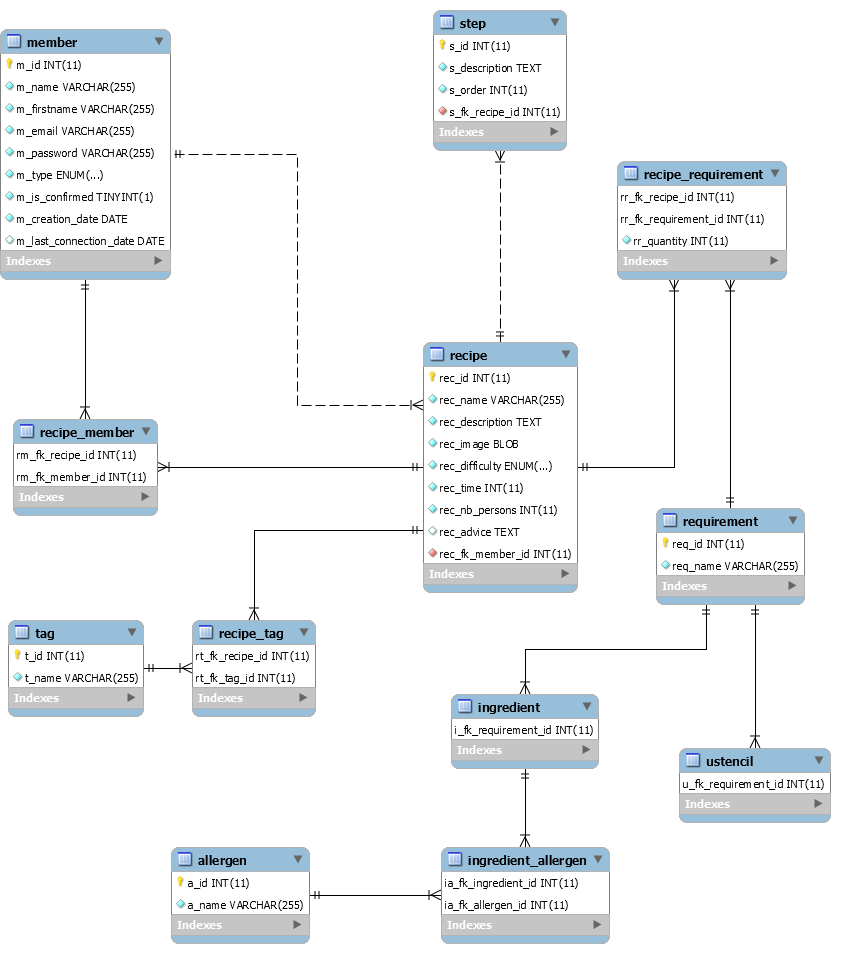 member
m_id INT(11)
m_name VARCHAR(255)
m_firstname VARCHAR(255)
m_email VARCHAR(255)
m_password VARCHAR(255)
m_type ENUM(...)
m_is_confirmed TINYINT(1)
m_creation_date DATE
m_last_connection_date DATE
Indexes
step
s_id INT(11)
s_description TEXT
s_order INT(11)
s_fk_recipe_id INT(11)
Indexes
recipe_requirement
rr_fk_recipe_id INT(11)
rr_fk_requirement_id INT(11)
rr_quantity INT(11)
Indexes
recipe
rec_id INT(11)
rec_name VARCHAR(255)
rec_description TEXT
rec_image BLOB
rec_difficulty ENUM(...)
rec_time INT(11)
rec_nb_persons INT(11)
rec_advice TEXT
rec_fk_member_id INT(11)
Indexes
recipe_member
rm_fk_recipe_id INT(11)
rm_fk_member_id INT(11)
Indexes
requirement
req_id INT(11)
req_name VARCHAR(255)
Indexes
tag
t_id INT(11)
t_name VARCHAR(255)
Indexes
recipe_tag
rt_fk_recipe_id INT(11)
rt_fk_tag_id INT(11)
Indexes
ingredient
i_fk_requirement_id INT(11)
Indexes
ustencil
u_fk_requirement_id INT(11)
Indexes
allergen
a_id INT(11)
a_name VARCHAR(255)
Indexes
ingredient_allergen
ia_fk_ingredient_id INT(11)
ia_fk_allergen_id INT(11)
Indexes